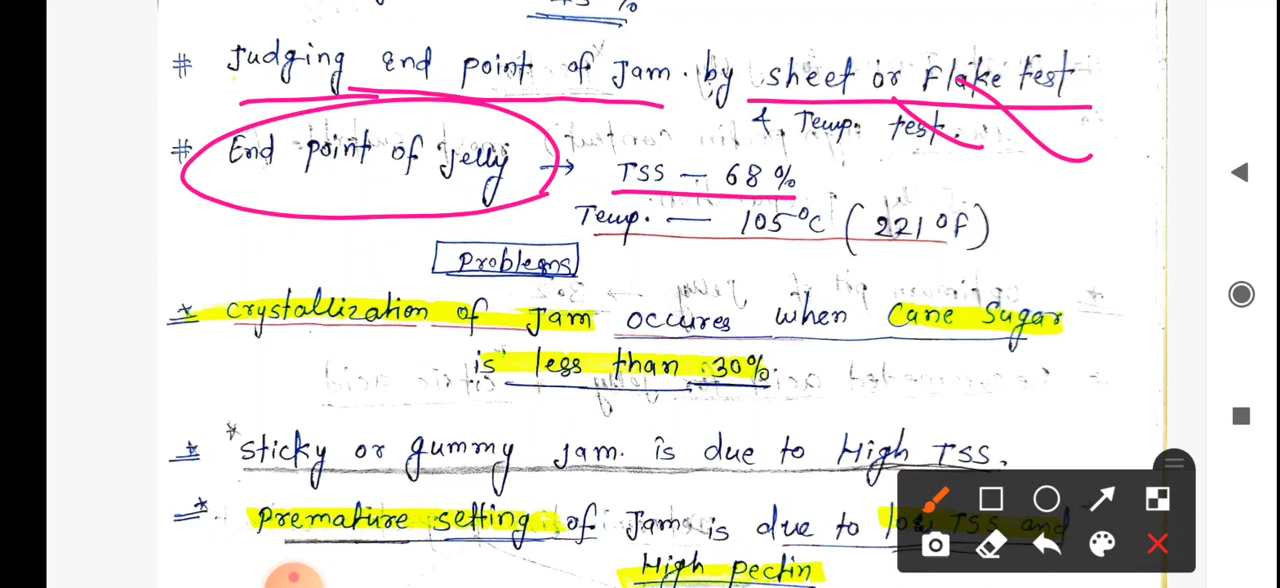 # Judging End point of Jam. by sheet or Flake test
& Temp. test.
# End point of Jelly → TSS — 68 %
Temp. — 105°C (221°F)
Problems
* crystallization of Jam occures when Cane Sugar
is less than 30%.
* *sticky or gummy Jam. is due to High TSS.
* premature setting of Jam is due to low TSS and
High pectin